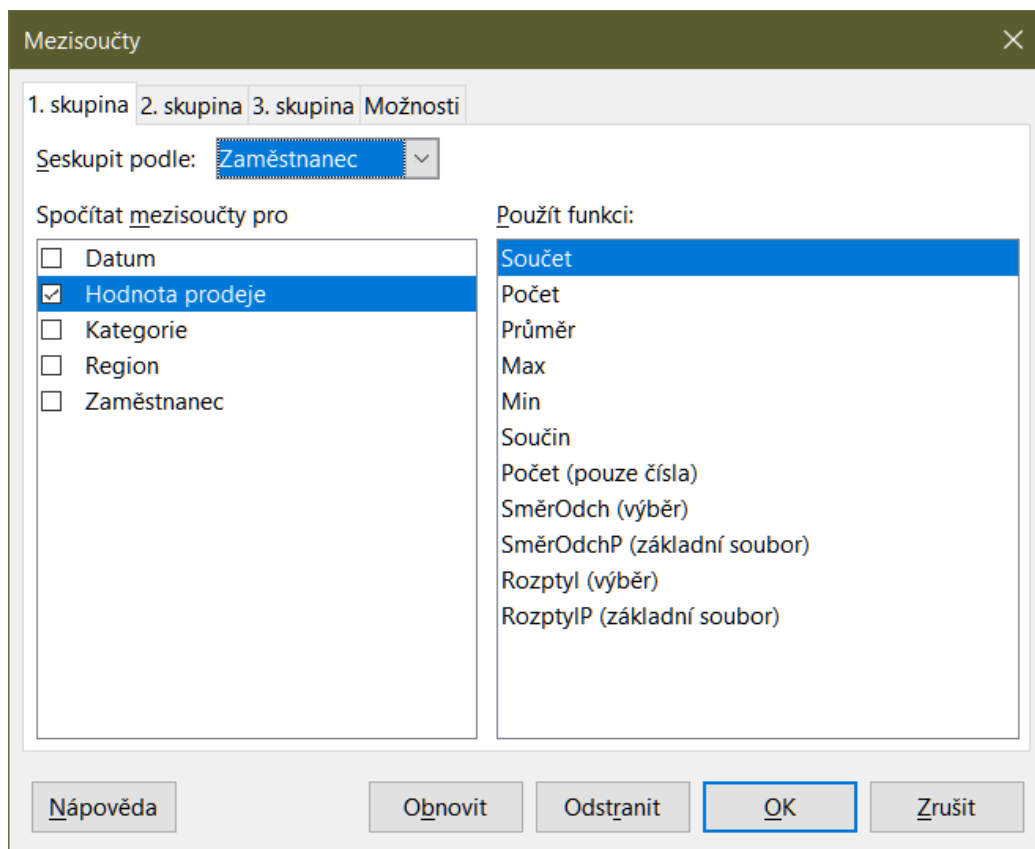 Mezisoučty
1. skupina 2. skupina 3. skupina Možnosti
Seskupit podle: Zaměstnanec
Spočítat mezisoučty pro
Datum
Hodnota prodeje
Kategorie
Region
Zaměstnanec
Použít funkci:
Součet
Počet
Průměr
Max
Min
Součin
Počet (pouze čísla)
SměrOdch (výběr)
SměrOdchP (základní soubor)
Rozptyl (výběr)
RozptylP (základní soubor)
Nápověda Obnovit Odstranit OK Zrušit